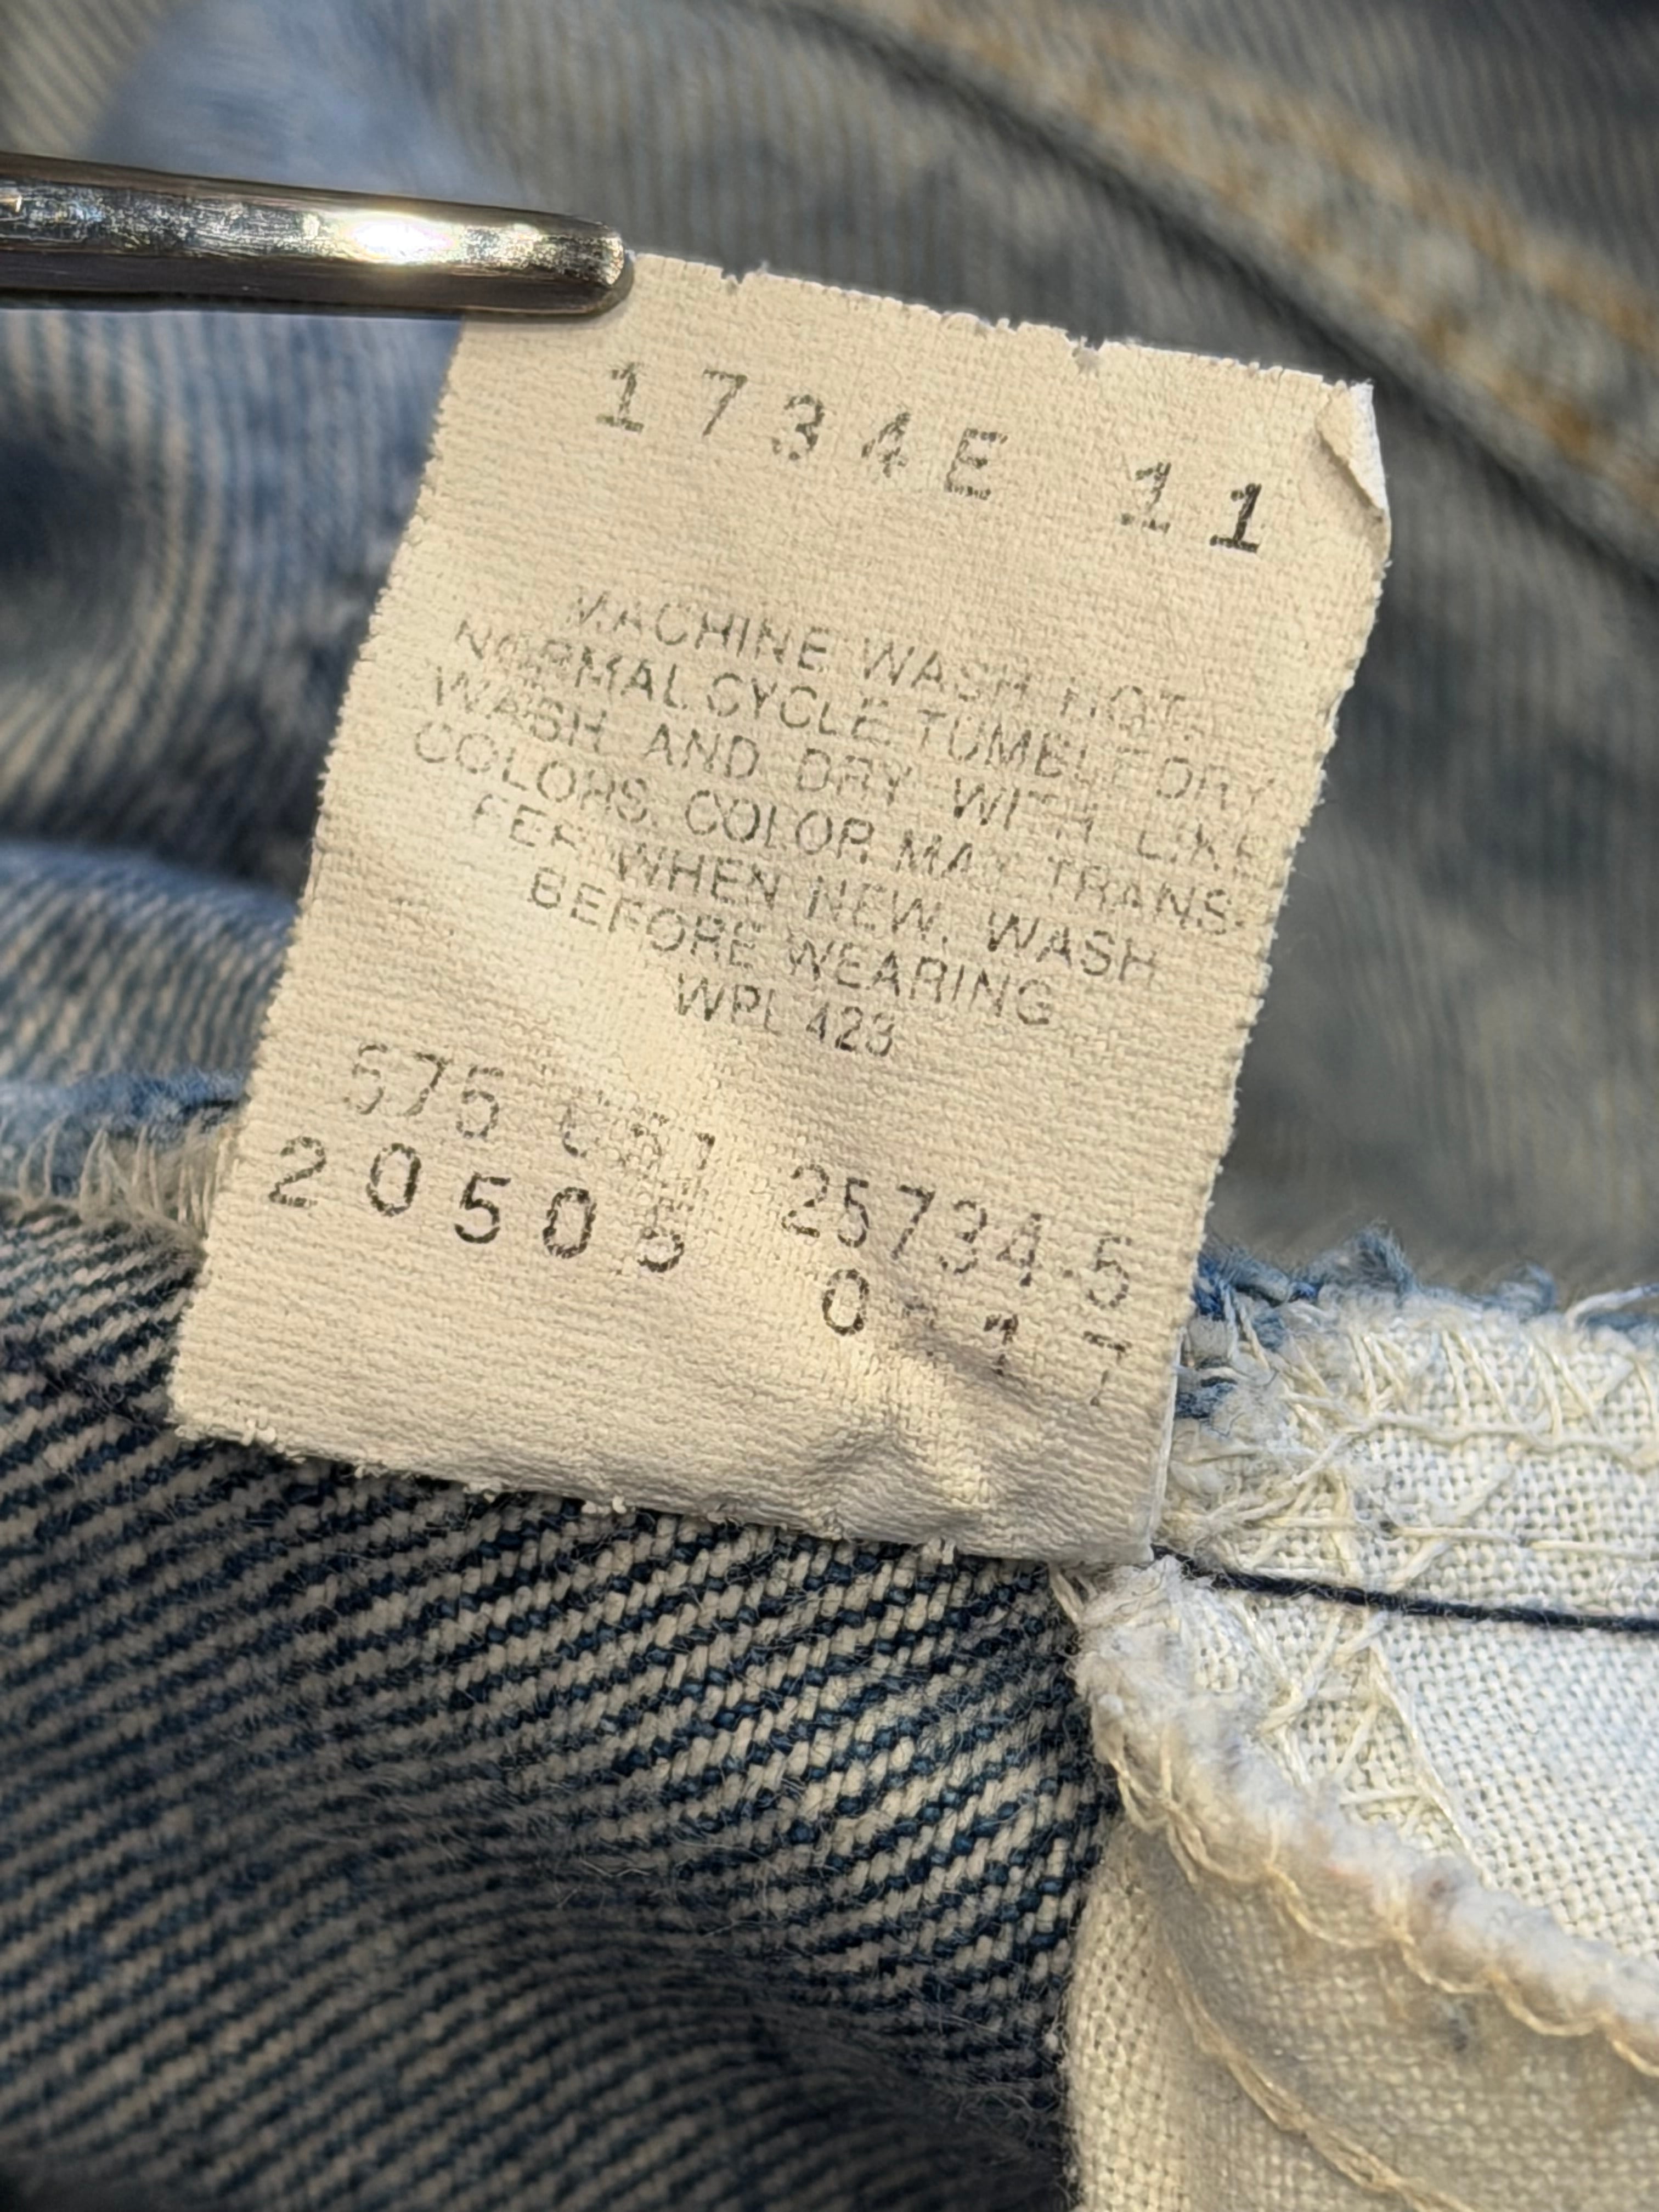 1734E 11
MACHINE WASH HOT.
NORMAL CYCLE. TUMBLE DRY
WASH AND DRY WITH LIKE
COLORS. COLOR MAY TRANS-
FER WHEN NEW. WASH
BEFORE WEARING
WPL 423
575 25734-5
20505